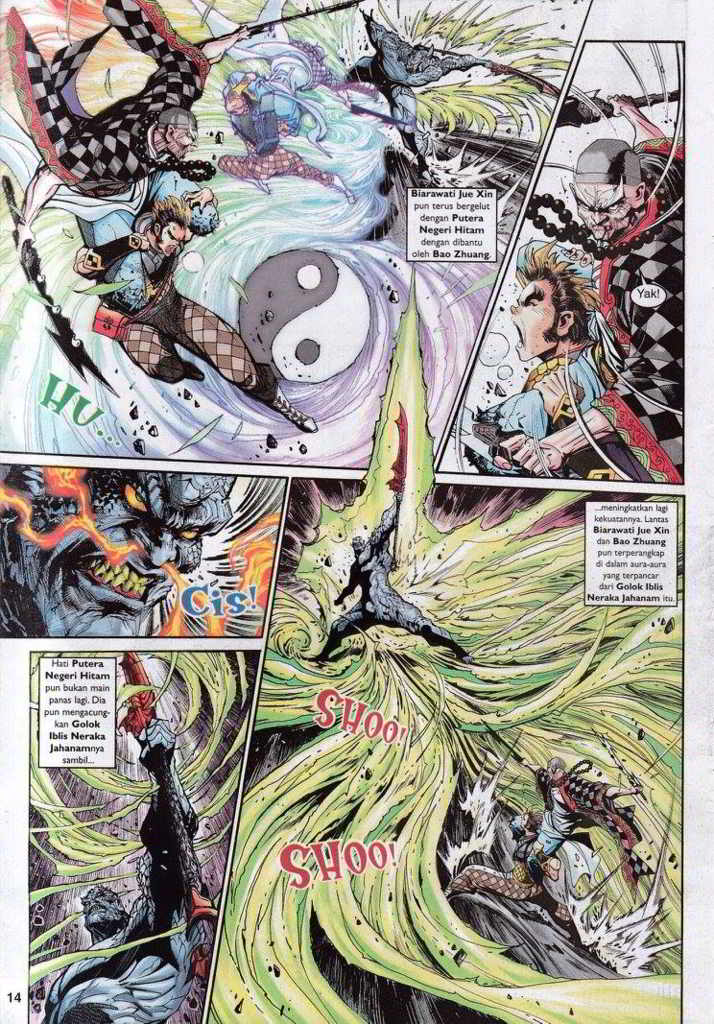 Biarawati Jue Xin
pun terus bergelut
dengan Putera
Negeri Hitam
dengan dibantu
oleh Bao Zhuang.
Yak!
HU...
Cis!
Hati Putera
Negeri Hitam
pun bukan main
panas lagi. Dia
pun mengacung-
kan Golok
Iblis Neraka
Jahanamnya
sambil...
...meningkatkan lagi
kekuatannya. Lantas
Biarawati Jue Xin
dan Bao Zhuang
pun terperangkap
di dalam aura-aura
yang terpancar
dari Golok Iblis
Neraka Jahanam itu.
SHOO!
SHOO!
14